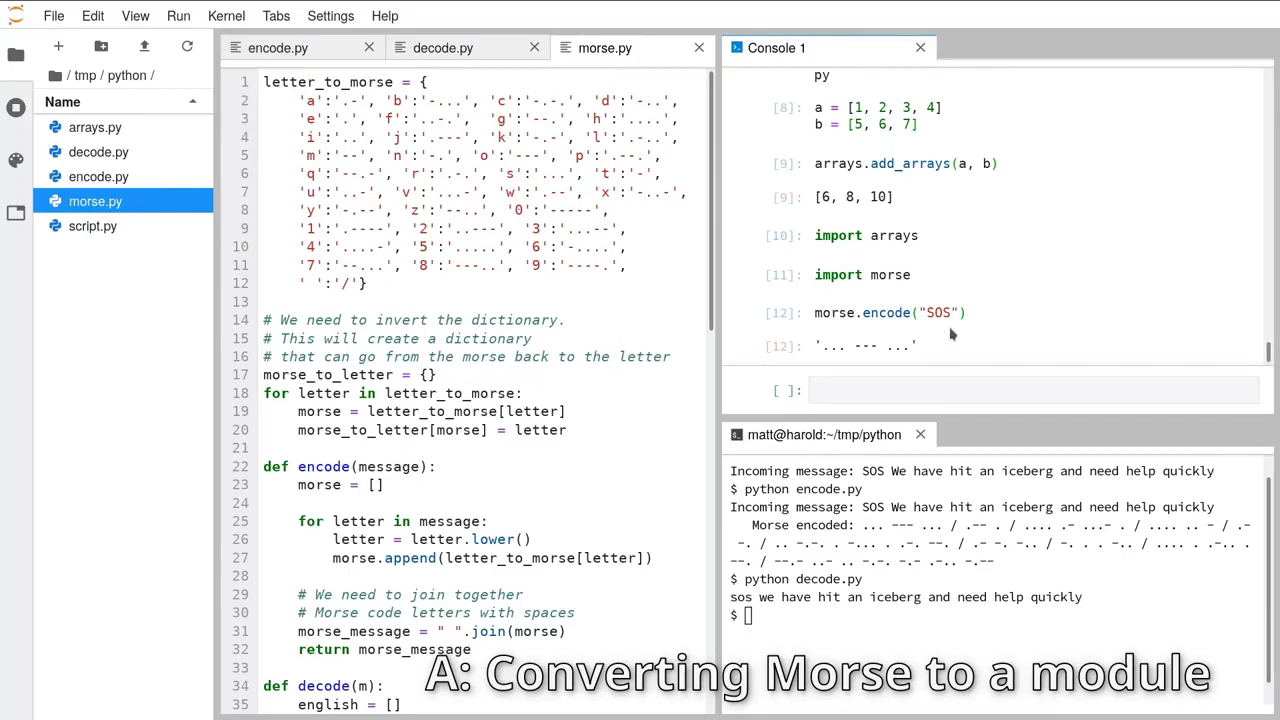 File Edit View Run Kernel Tabs Settings Help
/ tmp / python /
Name
arrays.py
decode.py
encode.py
morse.py
script.py
encode.py
decode.py
morse.py
1 letter_to_morse = {
2 'a':'.-', 'b':'-...', 'c':'-.-.', 'd':'-..',
3 'e':'.', 'f':'..-.', 'g':'--.', 'h':'....',
4 'i':'..', 'j':'.---', 'k':'-.-', 'l':'.-..',
5 'm':'--', 'n':'-.', 'o':'---', 'p':'.--.',
6 'q':'--.-', 'r':'.-.', 's':'...', 't':'-',
7 'u':'..-', 'v':'...-', 'w':'.--', 'x':'-..-',
8 'y':'-.--', 'z':'--..', '0':'-----',
9 '1':'.----', '2':'..---', '3':'...--',
10 '4':'....-', '5':'.....', '6':'-....',
11 '7':'--...', '8':'---..', '9':'----.',
12 ' ':'/'}
13
14 # We need to invert the dictionary.
15 # This will create a dictionary
16 # that can go from the morse back to the letter
17 morse_to_letter = {}
18 for letter in letter_to_morse:
19 morse = letter_to_morse[letter]
20 morse_to_letter[morse] = letter
21
22 def encode(message):
23 morse = []
24
25 for letter in message:
26 letter = letter.lower()
27 morse.append(letter_to_morse[letter])
28
29 # We need to join together
30 # Morse code letters with spaces
31 morse_message = " ".join(morse)
32 return morse_message
33
34 def decode(m):
35 english = []
Console 1
py
[8]: a = [1, 2, 3, 4]
b = [5, 6, 7]
[9]: arrays.add_arrays(a, b)
[9]: [6, 8, 10]
[10]: import arrays
[11]: import morse
[12]: morse.encode("SOS")
[12]: '... --- ...'
[ ]:
matt@harold:~/tmp/python
Incoming message: SOS We have hit an iceberg and need help quickly
$ python encode.py
Incoming message: SOS We have hit an iceberg and need help quickly
Morse encoded: ... --- ... / .-- . / .... .- ...- . / .... .. - / .-
-. / .. -.-. . -... . .-. --. / .- -. -.. / -. . . -.. / .... . .-.. .
--. / --.- ..- .. -.-. -.- .-.. -.--
$ python decode.py
sos we have hit an iceberg and need help quickly
$
A: Converting Morse to a module